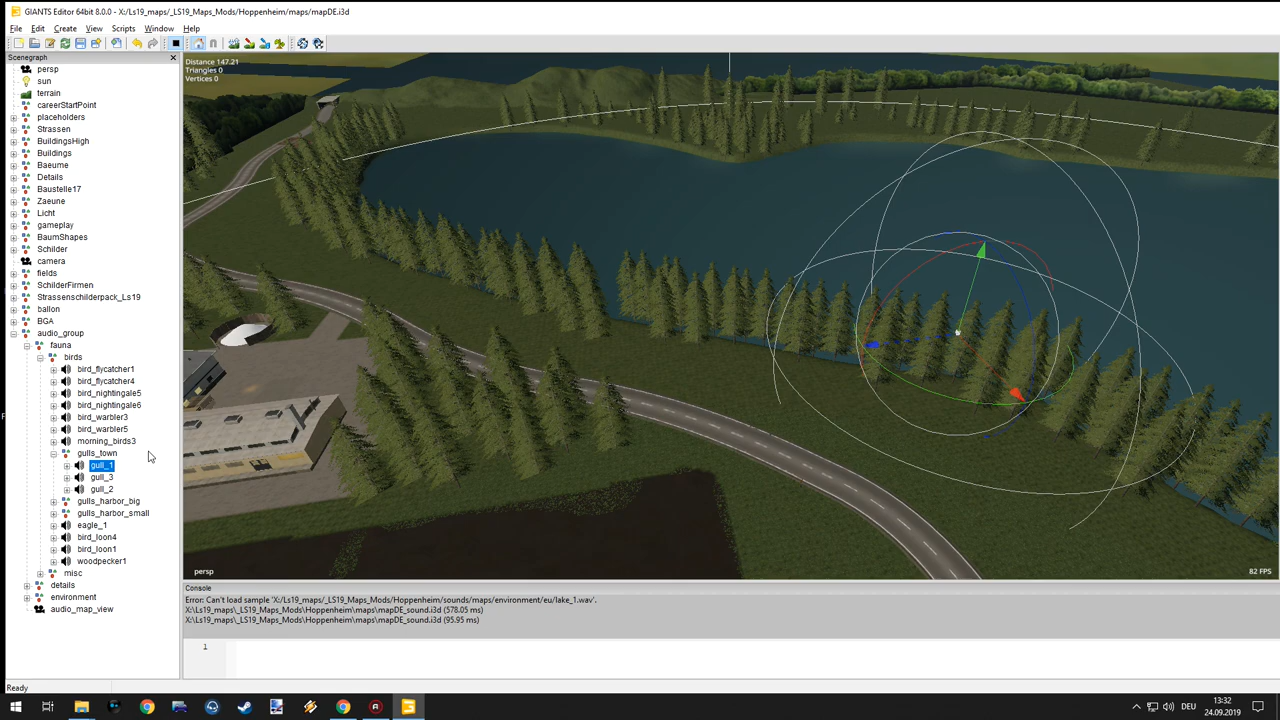 GIANTS Editor 64bit 8.0.0 - X:/Ls19_maps/_LS19_Maps_Mods/Hoppenheim/maps/mapDE.i3d
File Edit Create View Scripts Window Help
Scenegraph
persp
sun
terrain
careerStartPoint
placeholders
Strassen
BuildingsHigh
Buildings
Baeume
Details
Baustelle17
Zaeune
Licht
gameplay
BaumShapes
Schilder
camera
fields
SchilderFirmen
Strassenschilderpack_Ls19
ballon
BGA
audio_group
fauna
birds
bird_flycatcher1
bird_flycatcher4
bird_nightingale5
bird_nightingale6
bird_warbler3
bird_warbler5
morning_birds3
gulls_town
gull_1
gull_3
gull_2
gulls_harbor_big
gulls_harbor_small
eagle_1
bird_loon4
bird_loon1
woodpecker1
misc
details
environment
audio_map_view
Distance 147.21
Triangles 0
Vertices 0
persp
82 FPS
Console
Error: Can't load sample 'X:/Ls19_maps/_LS19_Maps_Mods/Hoppenheim/sounds/maps/environment/eu/lake_1.wav'.
X:\Ls19_maps\_LS19_Maps_Mods\Hoppenheim\maps\mapDE_sound.i3d (578.05 ms)
X:\Ls19_maps\_LS19_Maps_Mods\Hoppenheim\maps\mapDE_sound.i3d (95.95 ms)
1
Ready
DEU
13:32
24.09.2019